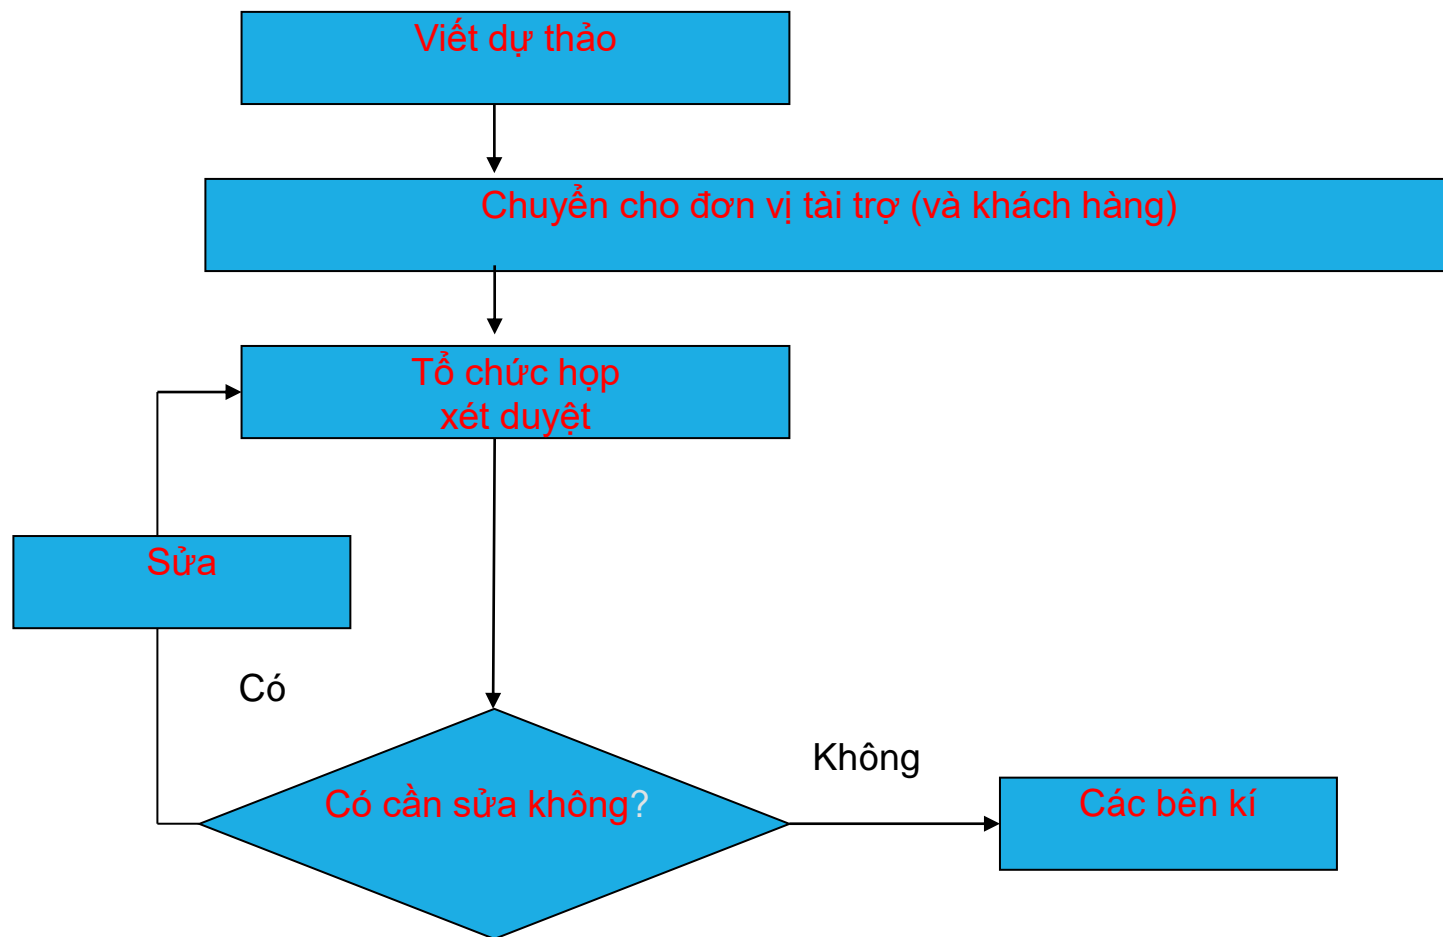 Viết dự thảo
Chuyển cho đơn vị tài trợ (và khách hàng)
Tổ chức họp
xét duyệt
Sửa
Có
Không
Có cần sửa không?
Các bên kí